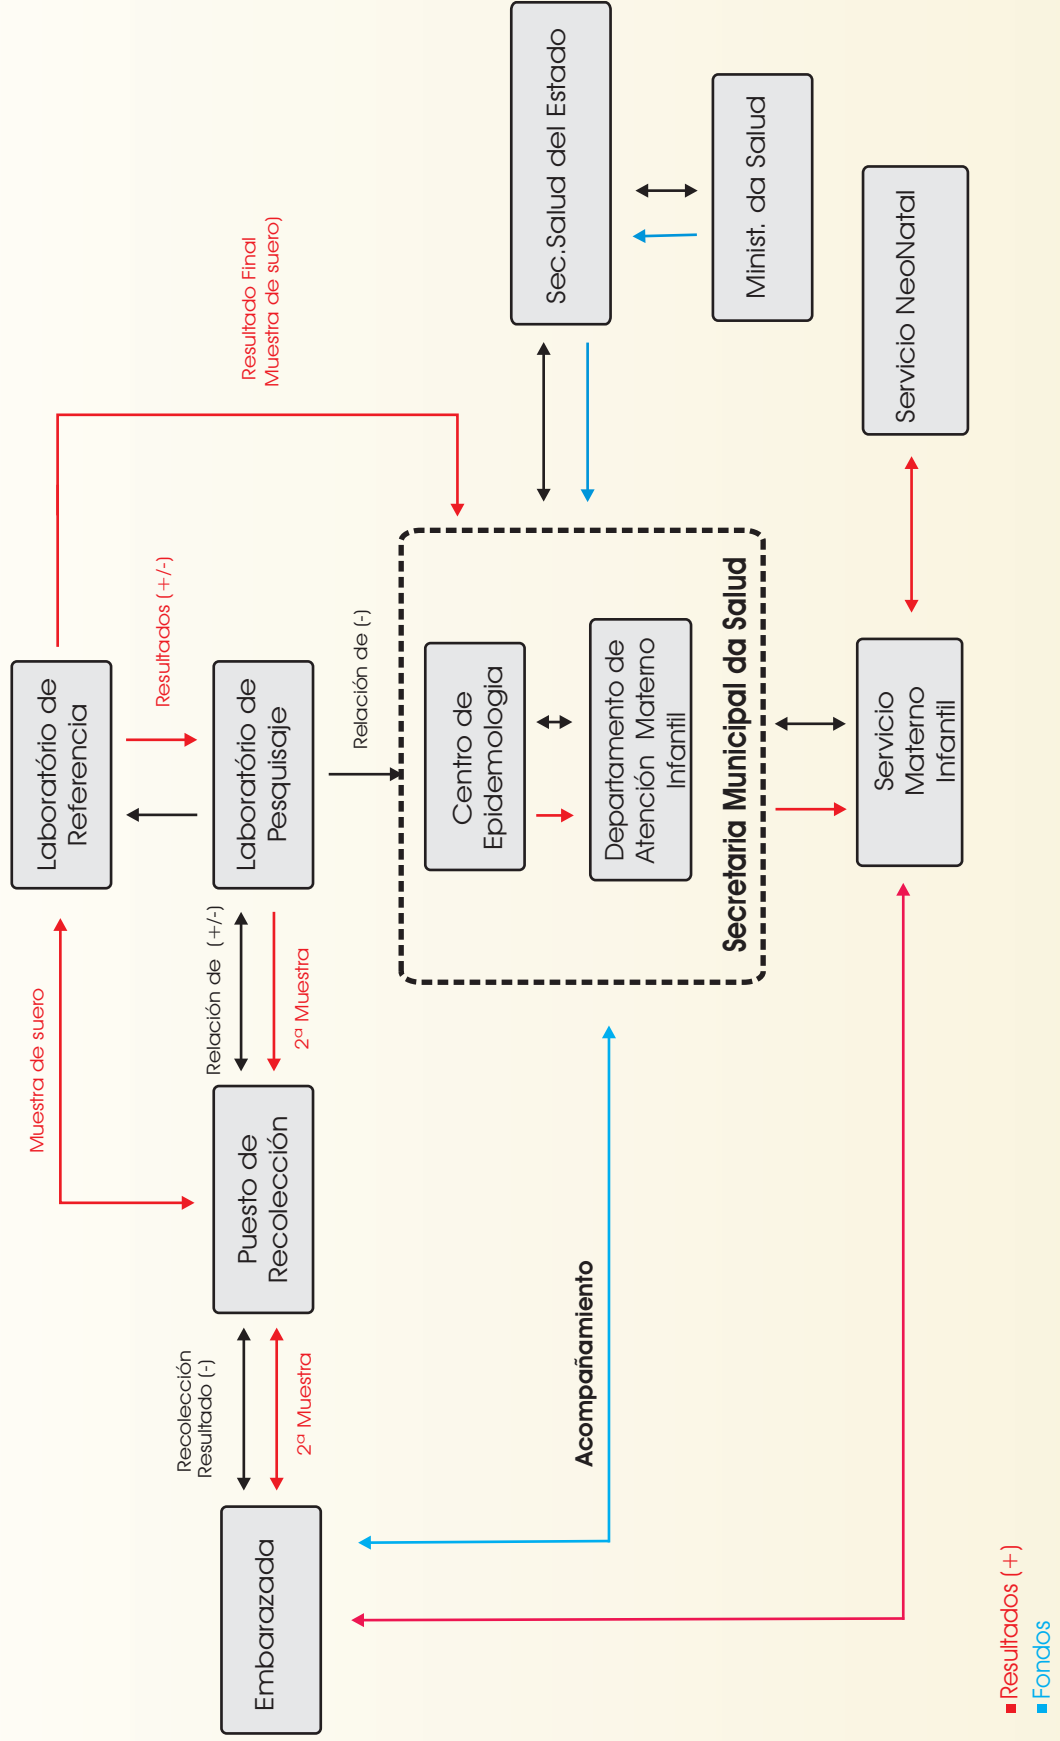 Embarazada
Recolección
Resultado (-)
2ª Muestra
Puesto de
Recolección
Muestra de suero
Relación de (+/-)
2ª Muestra
Laboratório de
Referencia
Resultados (+/-)
Laboratório de
Pesquisaje
Resultado Final
Muestra de suero)
Relación de (-)
Centro de
Epidemologia
Departamento de
Atención Materno
Infantil
Secretaria Municipal da Salud
Sec.Salud del Estado
Minist. da Salud
Acompañamiento
Servicio
Materno
Infantil
Servicio NeoNatal
Resultados (+)
Fondos